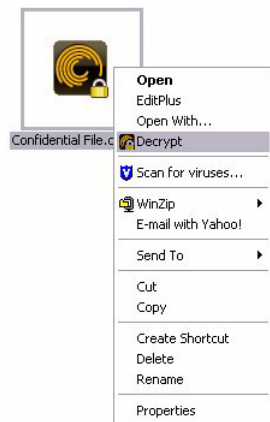 Confidential File.c
Open
EditPlus
Open With...
Decrypt
Scan for viruses...
WinZip
E-mail with Yahoo!
Send To
Cut
Copy
Create Shortcut
Delete
Rename
Properties